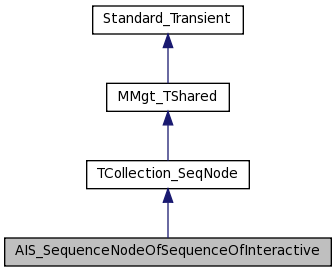 Standard_Transient
MMgt_TShared
TCollection_SeqNode
AIS_SequenceNodeOfSequenceOfInteractive